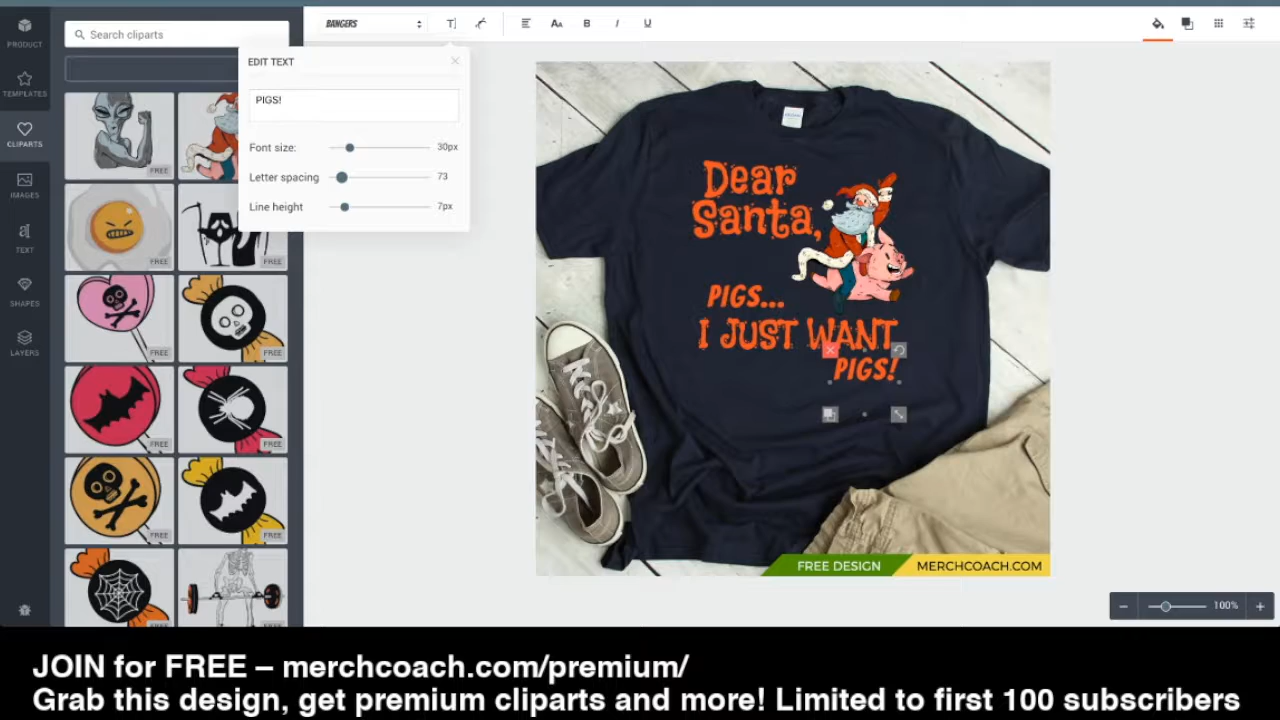 BANGERS
T
AA
B
I
U
PRODUCT
TEMPLATES
CLIPARTS
IMAGES
TEXT
SHAPES
LAYERS
Search cliparts
FREE
FREE
FREE
FREE
FREE
FREE
FREE
FREE
FREE
EDIT TEXT
PIGS!
Font size: 30px
Letter spacing 73
Line height 7px
Dear
Santa,
PIGS...
I JUST WANT
PIGS!
FREE DESIGN MERCHCOACH.COM
100%
JOIN for FREE – merchcoach.com/premium/
Grab this design, get premium cliparts and more! Limited to first 100 subscribers